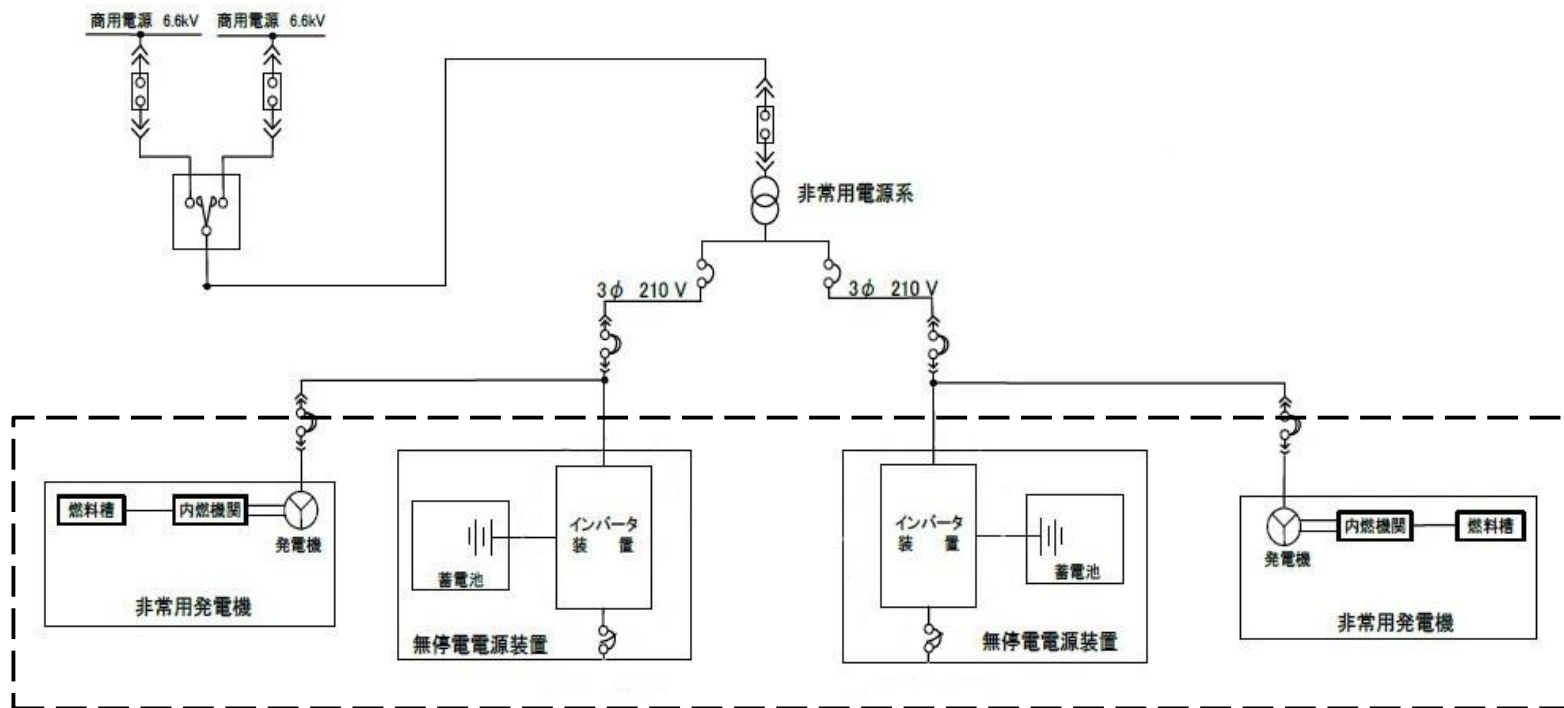 商用電源 6.6kV
商用電源 6.6kV
非常用電源系
3φ 210 V
3φ 210 V
燃料槽
内燃機関
発電機
非常用発電機
蓄電池
インバータ
装 置
無停電電源装置
インバータ
装 置
蓄電池
無停電電源装置
発電機
内燃機関
燃料槽
非常用発電機